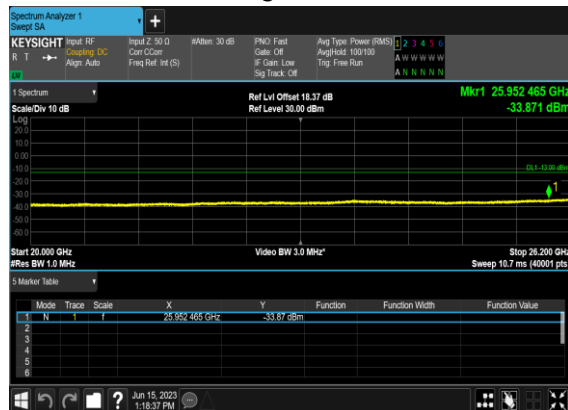 Spectrum Analyzer 1
Swept SA
KEYSIGHT Input: RF Input Z: 50 Ω #Atten: 30 dB PNO: Fast Avg Type: Power (RMS) 1 2 3 4 5 6
R T Coupling: DC Corr CCorr Gate: Off Avg|Hold: 100/100 A W W W W W
Align: Auto Freq Ref: Int (S) IF Gain: Low Trig: Free Run
Sig Track: Off A N N N N N
LXI
1 Spectrum Ref Lvl Offset 18.37 dB Mkr1 25.952 465 GHz
Scale/Div 10 dB Ref Level 30.00 dBm -33.871 dBm
Log
20.0
10.0
0.00
-10.0 DL1 -13.00 dBm
-20.0
-30.0 1
-40.0
-50.0
-60.0
Start 20.000 GHz Video BW 3.0 MHz* Stop 26.200 GHz
#Res BW 1.0 MHz Sweep 10.7 ms (40001 pts
5 Marker Table
Mode Trace Scale X Y Function Function Width Function Value
1 N 1 f 25.952 465 GHz -33.87 dBm
2
3
4
5
6
? Jun 15, 2023
1:18:37 PM